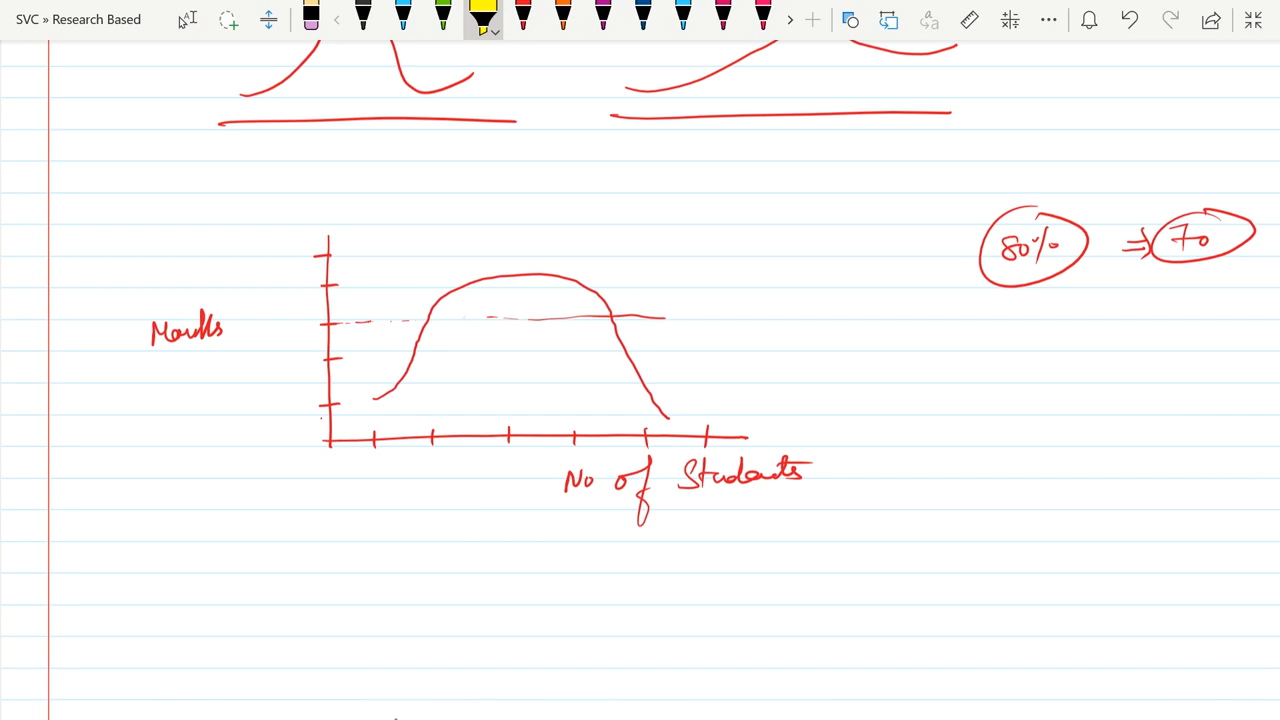 SVC » Research Based
80% ⇒ 70
Marks
No of Students